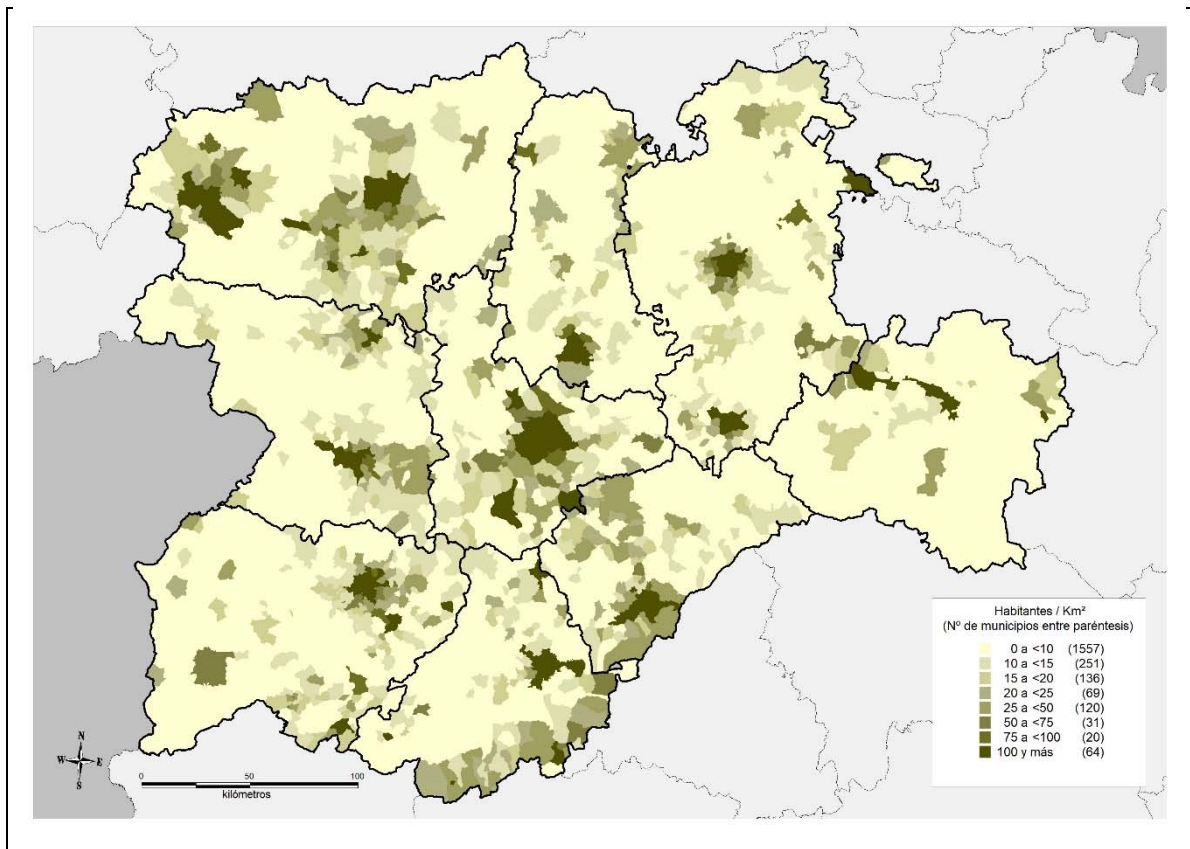 Habitantes / Km²
(Nº de municipios entre paréntesis)
0 a <10 (1557)
10 a <15 (251)
15 a <20 (136)
20 a <25 (69)
25 a <50 (120)
50 a <75 (31)
75 a <100 (20)
100 y más (64)
N
W E
S
0 50 100
kilómetros